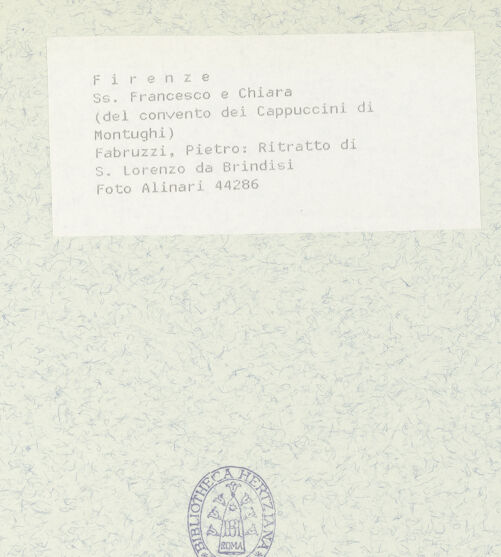 F i r e n z e
Ss. Francesco e Chiara
(del convento dei Cappuccini di
Montughi)
Fabruzzi, Pietro: Ritratto di
S. Lorenzo da Brindisi
Foto Alinari 44286
BIBLIOTHECA HERTZIANA
ROMA